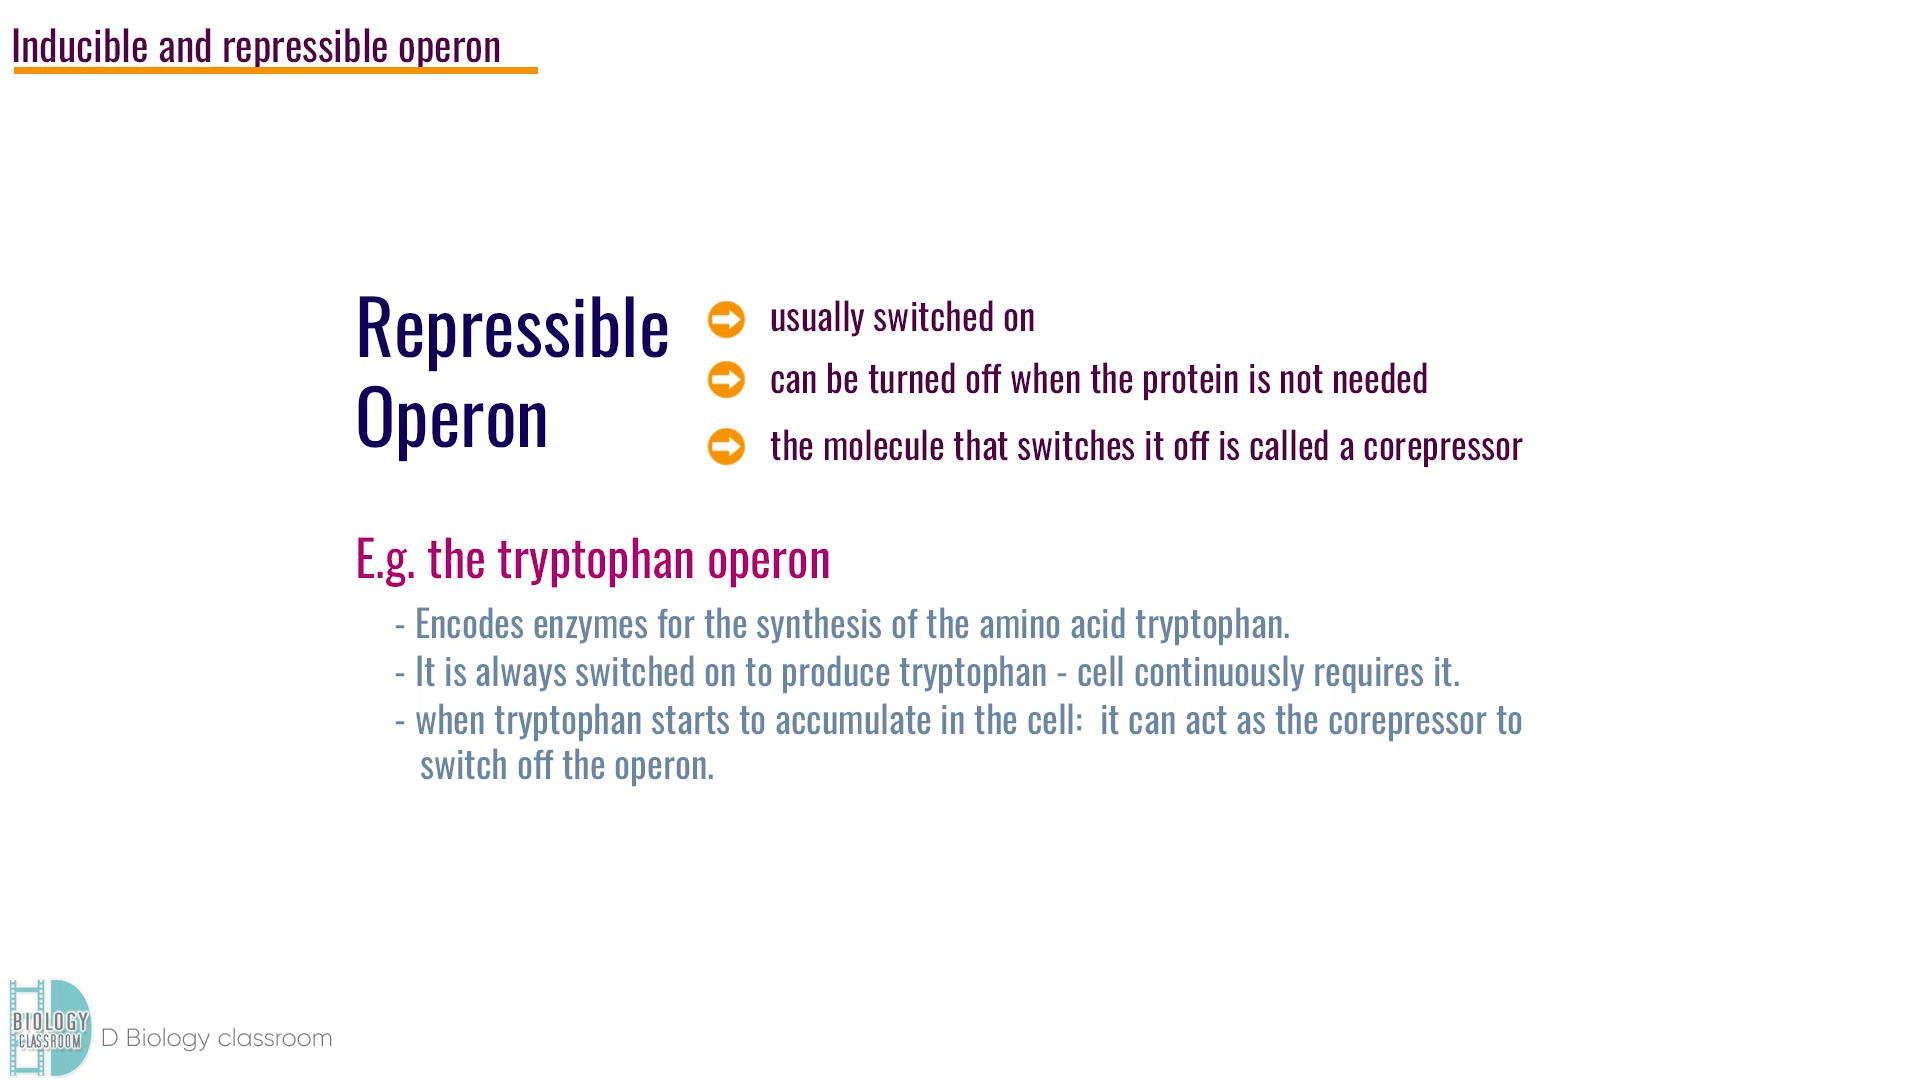 Inducible and repressible operon
Repressible
Operon
usually switched on
can be turned off when the protein is not needed
the molecule that switches it off is called a corepressor
E.g. the tryptophan operon
- Encodes enzymes for the synthesis of the amino acid tryptophan.
- It is always switched on to produce tryptophan - cell continuously requires it.
- when tryptophan starts to accumulate in the cell:  it can act as the corepressor to
switch off the operon.
BIOLOGY
CLASSROOM
D Biology classroom